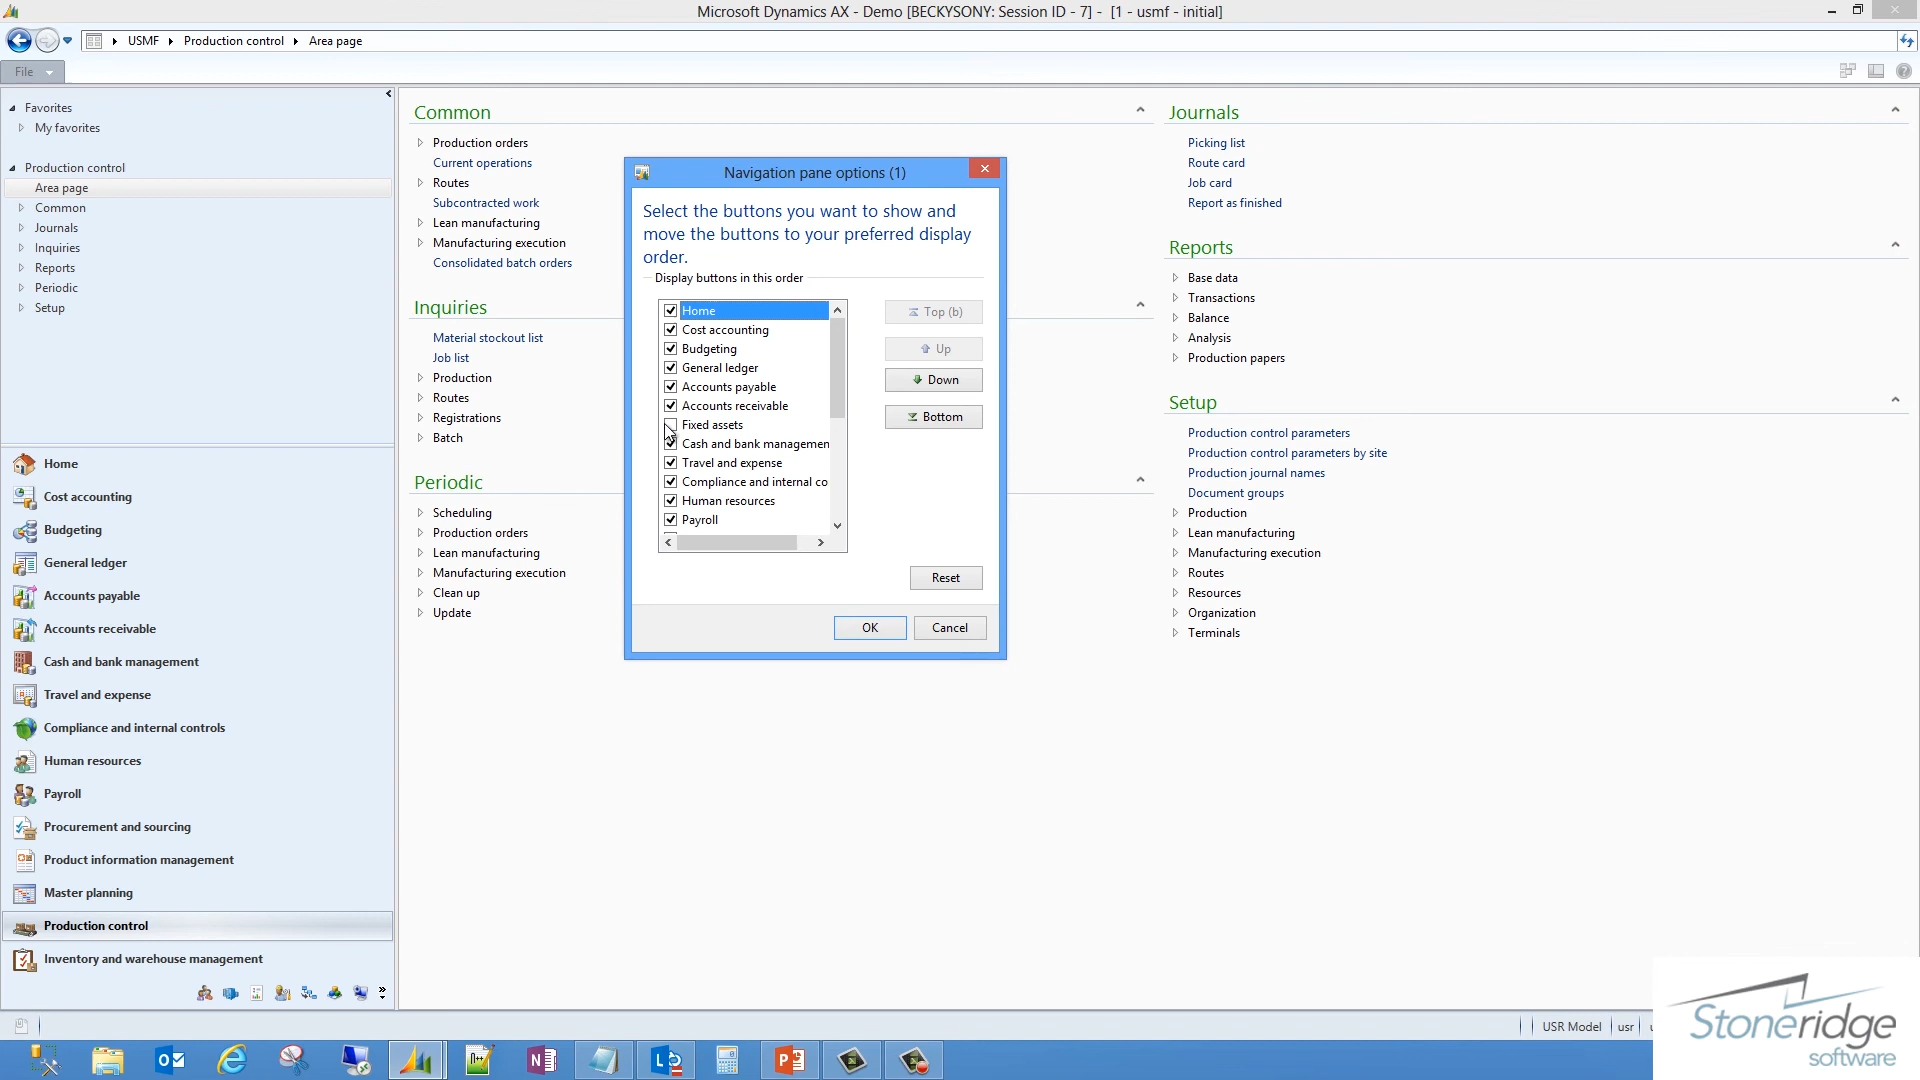 Microsoft Dynamics AX - Demo [BECKYSONY: Session ID - 7] - [1 - usmf - initial]
USMF
Production control
Area page
File
Favorites
My favorites
Production control
Area page
Common
Journals
Inquiries
Reports
Periodic
Setup
Home
Cost accounting
Budgeting
General ledger
Accounts payable
Accounts receivable
Cash and bank management
Travel and expense
Compliance and internal controls
Human resources
Payroll
Procurement and sourcing
Product information management
Master planning
Production control
Inventory and warehouse management
Common
Production orders
Current operations
Routes
Subcontracted work
Lean manufacturing
Manufacturing execution
Consolidated batch orders
Inquiries
Material stockout list
Job list
Production
Routes
Registrations
Batch
Periodic
Scheduling
Production orders
Lean manufacturing
Manufacturing execution
Clean up
Update
Navigation pane options (1)
Select the buttons you want to show and
move the buttons to your preferred display
order.
Display buttons in this order
Home
Cost accounting
Budgeting
General ledger
Accounts payable
Accounts receivable
Fixed assets
Cash and bank managemen
Travel and expense
Compliance and internal co
Human resources
Payroll
Top (b)
Up
Down
Bottom
Reset
OK
Cancel
Journals
Picking list
Route card
Job card
Report as finished
Reports
Base data
Transactions
Balance
Analysis
Production papers
Setup
Production control parameters
Production control parameters by site
Production journal names
Document groups
Production
Lean manufacturing
Manufacturing execution
Routes
Resources
Organization
Terminals
USR Model
usr
Stoneridge
software